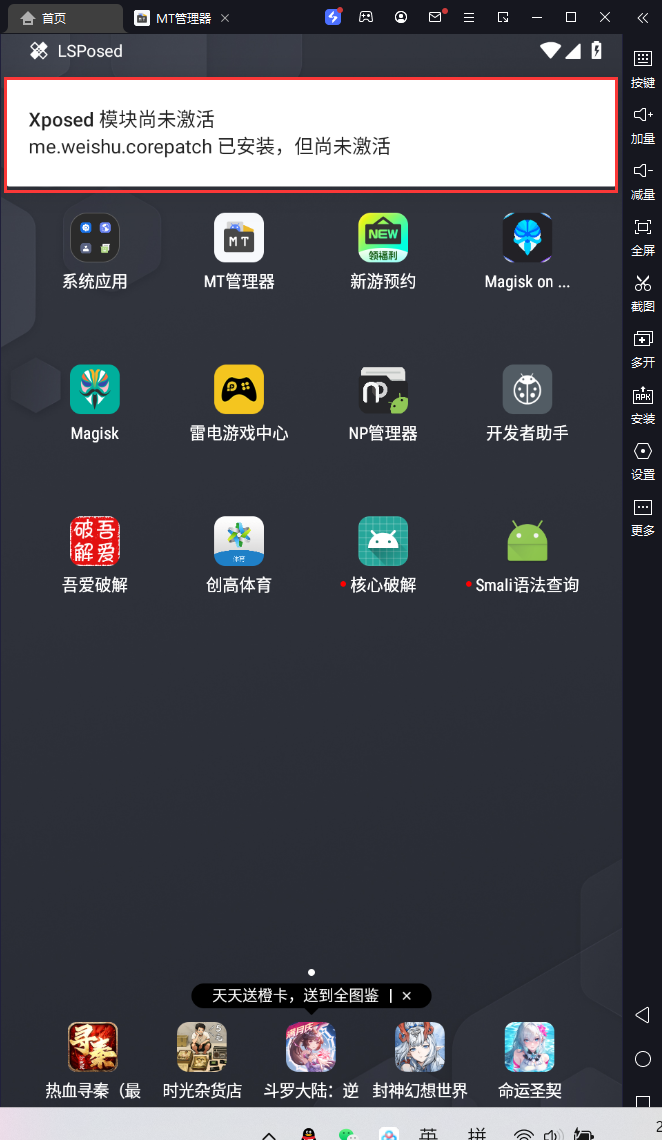 首页
MT管理器
LSPosed
Xposed 模块尚未激活
me.weishu.corepatch 已安装，但尚未激活
系统应用
MT管理器
新游预约
Magisk on ...
Magisk
雷电游戏中心
NP管理器
开发者助手
吾爱破解
创高体育
核心破解
Smali语法查询
天天送橙卡，送到全图鉴
热血寻秦（最
时光杂货店
斗罗大陆：逆
封神幻想世界
命运圣契
按键
加量
减量
全屏
截图
多开
安装
设置
更多
MT
NEW
领福利
吾爱
破解
体育
寻秦
APK
英
拼
2